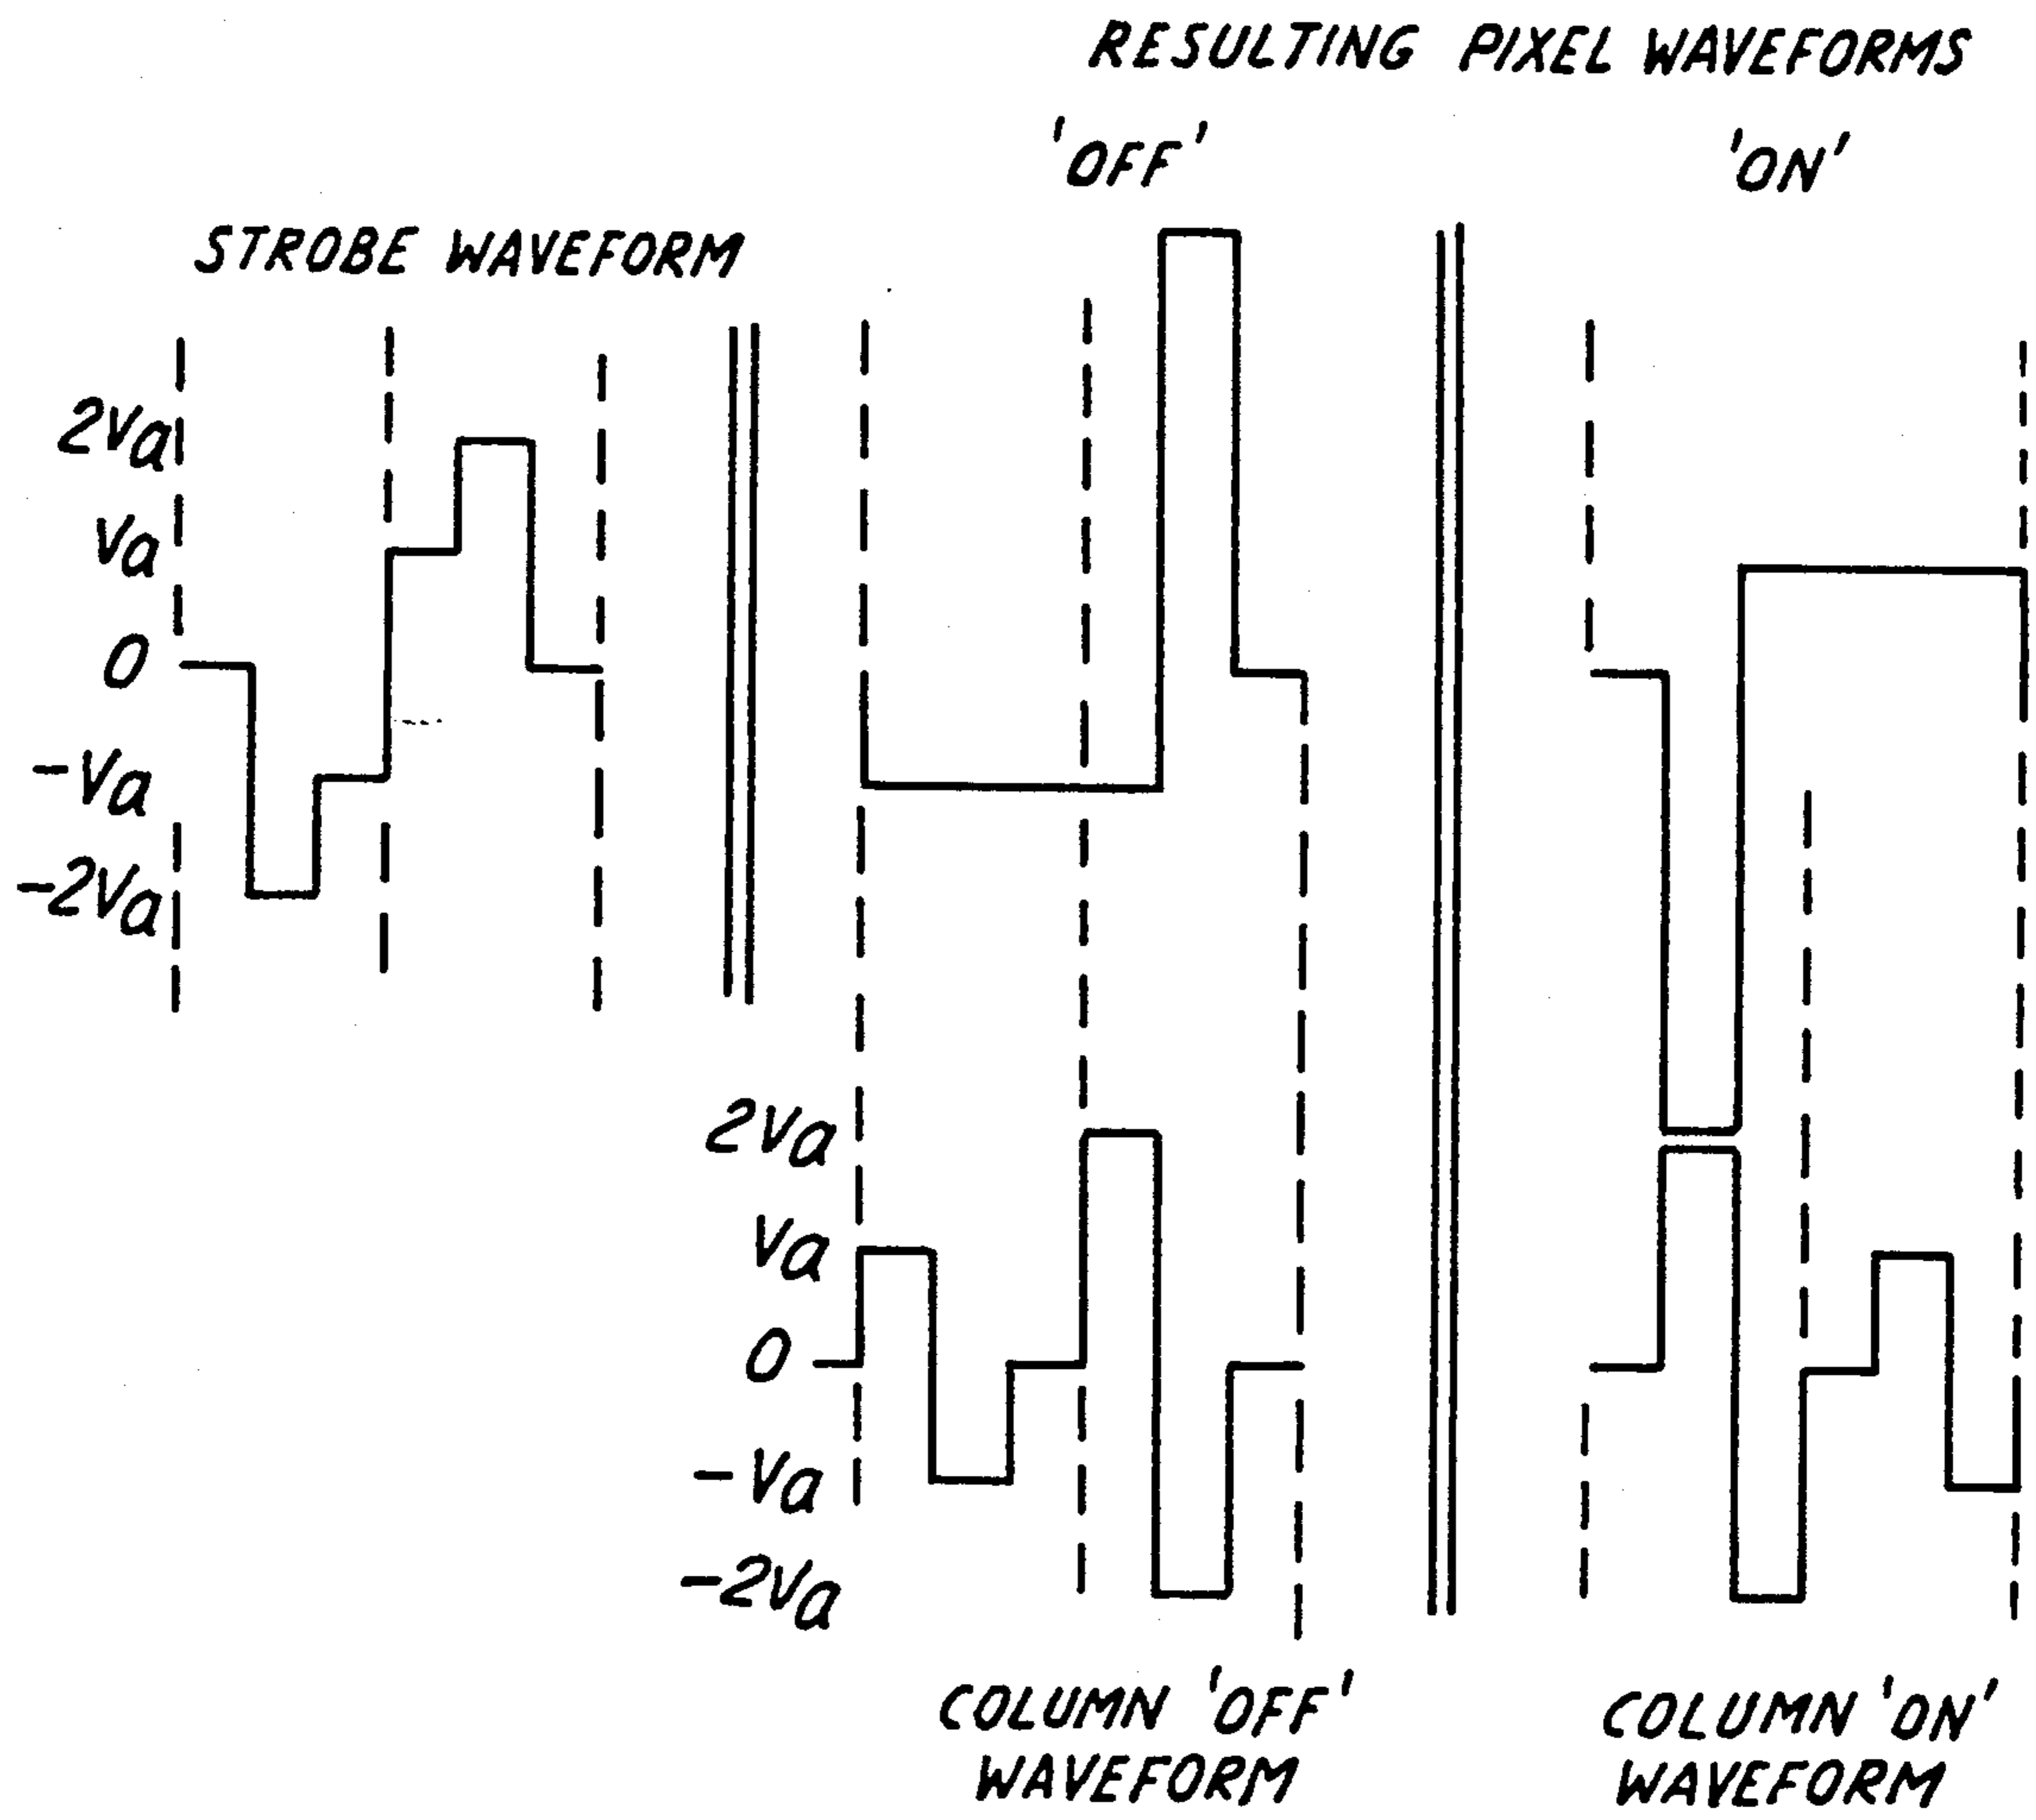 RESULTING PIXEL WAVEFORMS
'OFF'
'ON'
STROBE WAVEFORM
2Va
Va
0
-Va
-2Va
2Va
Va
0
-Va
-2Va
COLUMN 'OFF'
WAVEFORM
COLUMN 'ON'
WAVEFORM